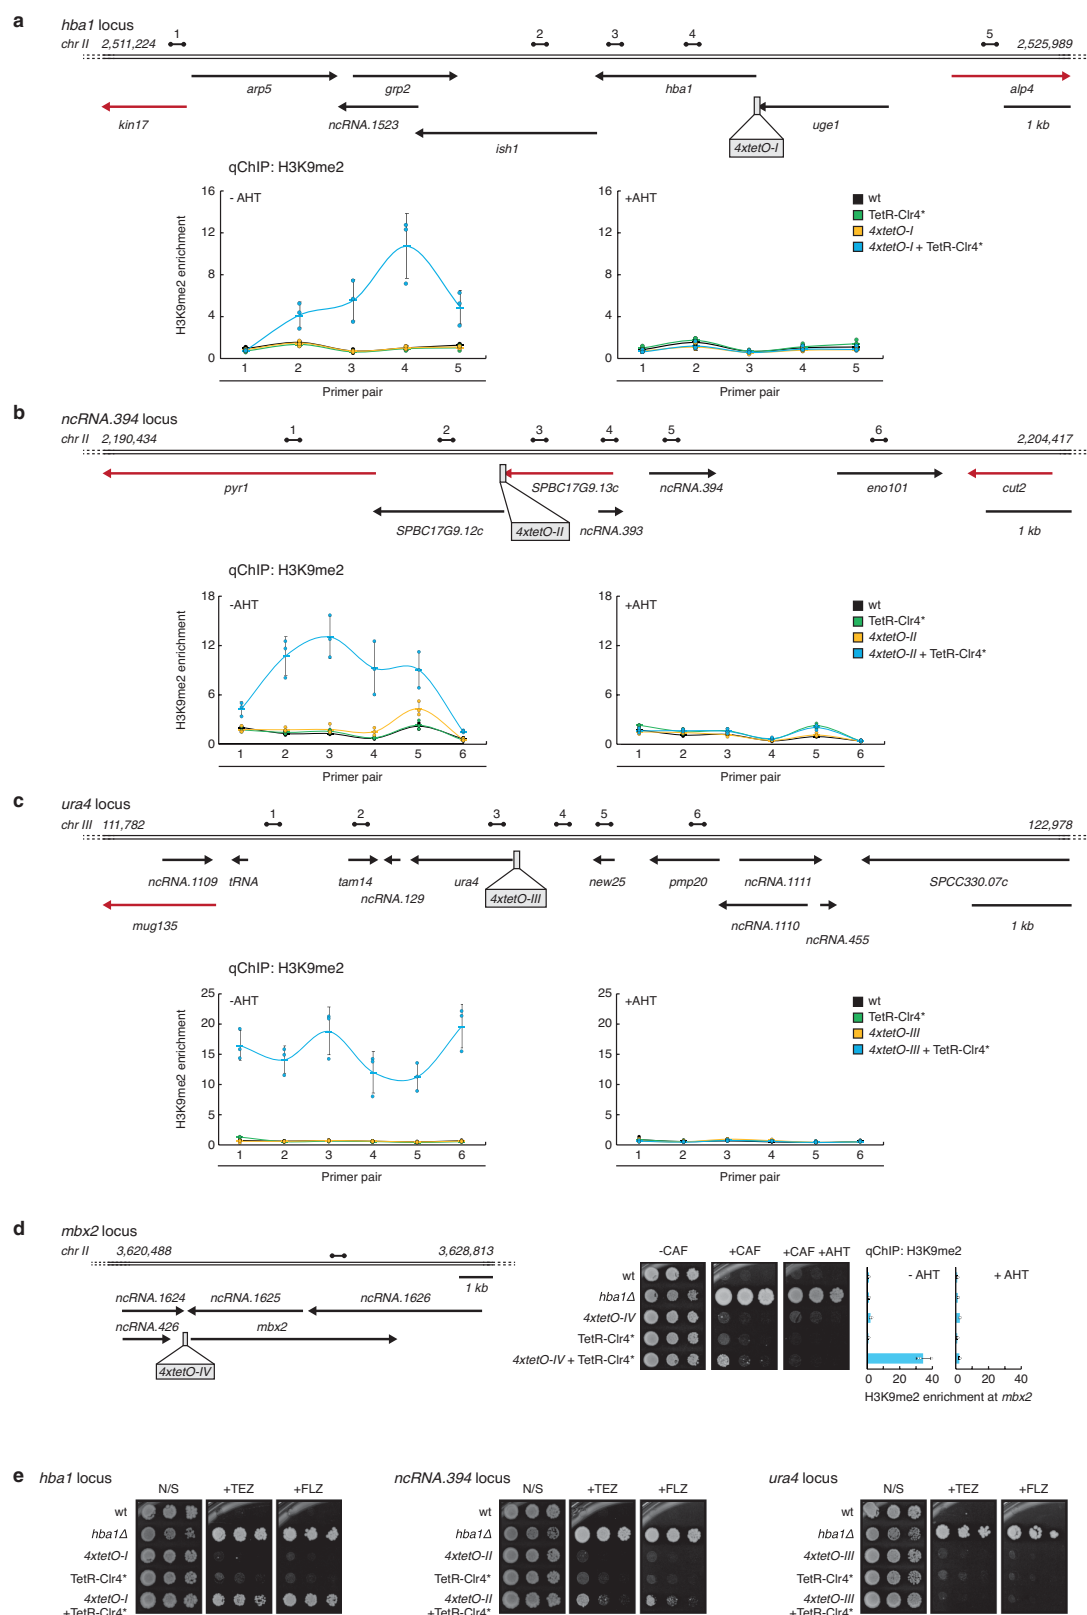 a
hba1 locus
chr II 2,511,224 1 2 3 4 5 2,525,989
arp5 grp2 hba1 alp4
kin17 ncRNA.1523 uge1 1 kb
ish1 4xtetO-I
qChIP: H3K9me2
- AHT
H3K9me2 enrichment
16
12
8
4
0
1 2 3 4 5
Primer pair
+AHT
16
12
8
4
0
1 2 3 4 5
Primer pair
wt
TetR-Clr4*
4xtetO-I
4xtetO-I + TetR-Clr4*
b
ncRNA.394 locus
chr II 2,190,434 1 2 3 4 5 6 2,204,417
pyr1 SPBC17G9.13c ncRNA.394 eno101 cut2
SPBC17G9.12c 4xtetO-II ncRNA.393 1 kb
qChIP: H3K9me2
-AHT
H3K9me2 enrichment
18
12
6
0
1 2 3 4 5 6
Primer pair
+AHT
18
12
6
0
1 2 3 4 5 6
Primer pair
wt
TetR-Clr4*
4xtetO-II
4xtetO-II + TetR-Clr4*
c
ura4 locus
chr III 111,782 1 2 3 4 5 6 122,978
ncRNA.1109 tRNA tam14 ura4 new25 pmp20 ncRNA.1111 SPCC330.07c
ncRNA.129 4xtetO-III
mug135 ncRNA.1110 1 kb
ncRNA.455
qChIP: H3K9me2
-AHT
H3K9me2 enrichment
25
20
15
10
5
0
1 2 3 4 5 6
Primer pair
+AHT
25
20
15
10
5
0
1 2 3 4 5 6
Primer pair
wt
TetR-Clr4*
4xtetO-III
4xtetO-III + TetR-Clr4*
d
mbx2 locus
chr II 3,620,488 3,628,813
1 kb
ncRNA.1624 ncRNA.1625 ncRNA.1626
ncRNA.426 mbx2
4xtetO-IV
-CAF +CAF +CAF +AHT
wt
hba1Δ
4xtetO-IV
TetR-Clr4*
4xtetO-IV + TetR-Clr4*
qChIP: H3K9me2
- AHT + AHT
0 20 40 0 20 40
H3K9me2 enrichment at mbx2
e
hba1 locus
N/S +TEZ +FLZ
wt
hba1Δ
4xtetO-I
TetR-Clr4*
4xtetO-I
+TetR-Clr4*
ncRNA.394 locus
N/S +TEZ +FLZ
wt
hba1Δ
4xtetO-II
TetR-Clr4*
4xtetO-II
+TetR-Clr4*
ura4 locus
N/S +TEZ +FLZ
wt
hba1Δ
4xtetO-III
TetR-Clr4*
4xtetO-III
+TetR-Clr4*